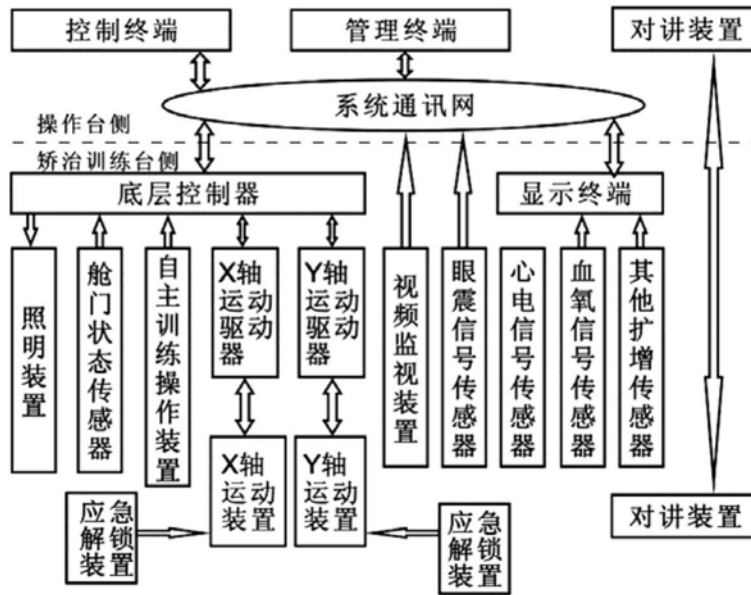 控制终端
管理终端
对讲装置
系统通讯网
操作台侧
矫治训练台侧
底层控制器
显示终端
照明装置
舱门状态传感器
自主训练操作装置
X轴
运动
驱动
器
Y轴
运动
驱动
器
视频监视装置
眼震信号传感器
心电信号传感器
血氧信号传感器
其他扩增传感器
X轴
运动
装置
Y轴
运动
装置
应急
解锁
装置
应急
解锁
装置
对讲装置